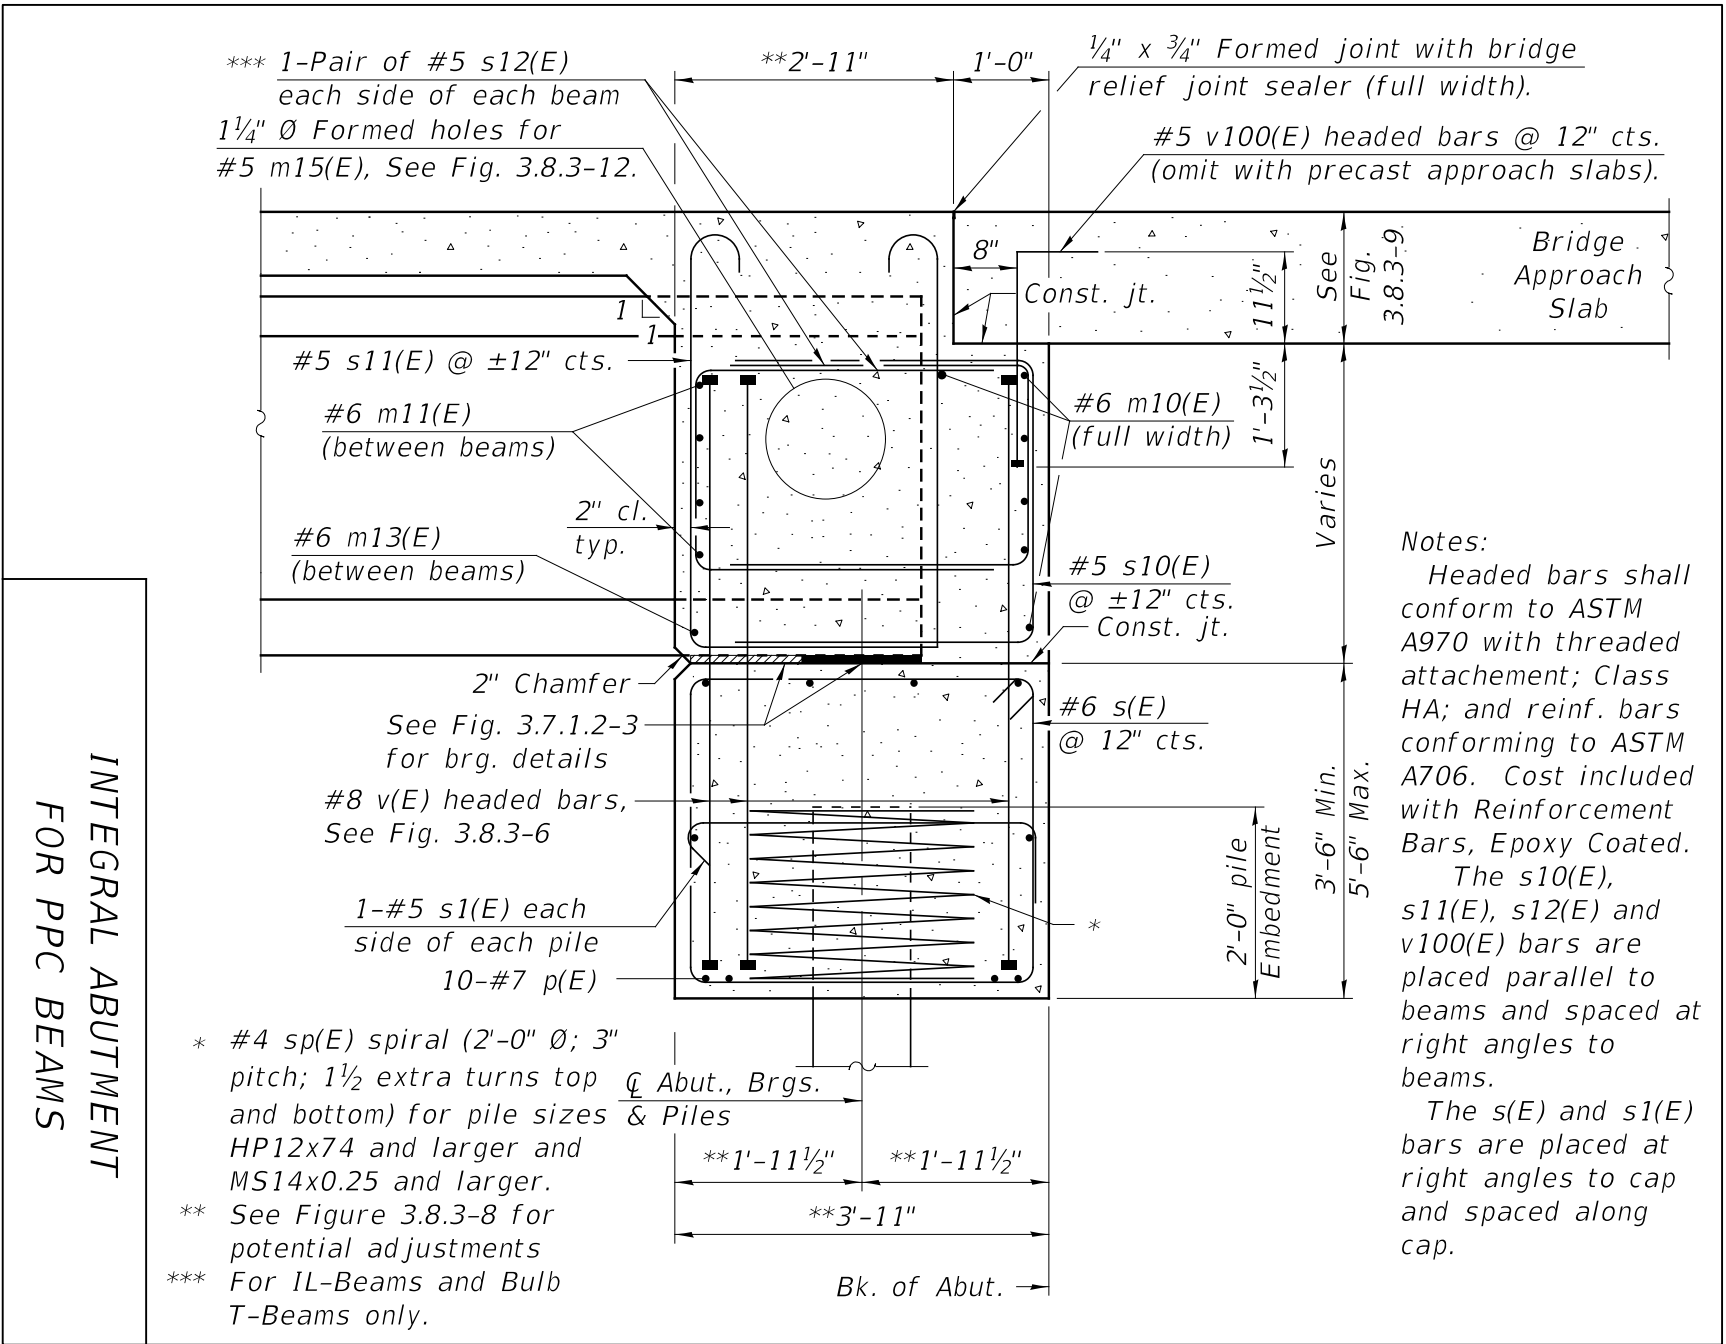 *** 1-Pair of #5 s12(E)
each side of each beam
1¼" Ø Formed holes for
#5 m15(E), See Fig. 3.8.3-12.
**2'-11"
1'-0"
¼" x ¾" Formed joint with bridge
relief joint sealer (full width).
#5 v100(E) headed bars @ 12" cts.
(omit with precast approach slabs).
8"
Const. jt.
11½"
See
Fig.
3.8.3-9
Bridge
Approach
Slab
1
1
#5 s11(E) @ ±12" cts.
#6 m11(E)
(between beams)
#6 m10(E)
(full width)
1'-3½"
Varies
2" cl.
typ.
#6 m13(E)
(between beams)
#5 s10(E)
@ ±12" cts.
Const. jt.
2" Chamfer
See Fig. 3.7.1.2-3
for brg. details
#6 s(E)
@ 12" cts.
#8 v(E) headed bars,
See Fig. 3.8.3-6
3'-6" Min.
5'-6" Max.
2'-0" pile
Embedment
1-#5 s1(E) each
side of each pile
*
10-#7 p(E)
Notes:
Headed bars shall
conform to ASTM
A970 with threaded
attachement; Class
HA; and reinf. bars
conforming to ASTM
A706. Cost included
with Reinforcement
Bars, Epoxy Coated.
The s10(E),
s11(E), s12(E) and
v100(E) bars are
placed parallel to
beams and spaced at
right angles to
beams.
The s(E) and s1(E)
bars are placed at
right angles to cap
and spaced along
cap.
* #4 sp(E) spiral (2'-0" Ø; 3"
pitch; 1½ extra turns top
and bottom) for pile sizes
HP12x74 and larger and
MS14x0.25 and larger.
** See Figure 3.8.3-8 for
potential adjustments
*** For IL-Beams and Bulb
T-Beams only.
℄ Abut., Brgs.
& Piles
**1'-11½"
**1'-11½"
**3'-11"
Bk. of Abut.
INTEGRAL ABUTMENT
FOR PPC BEAMS